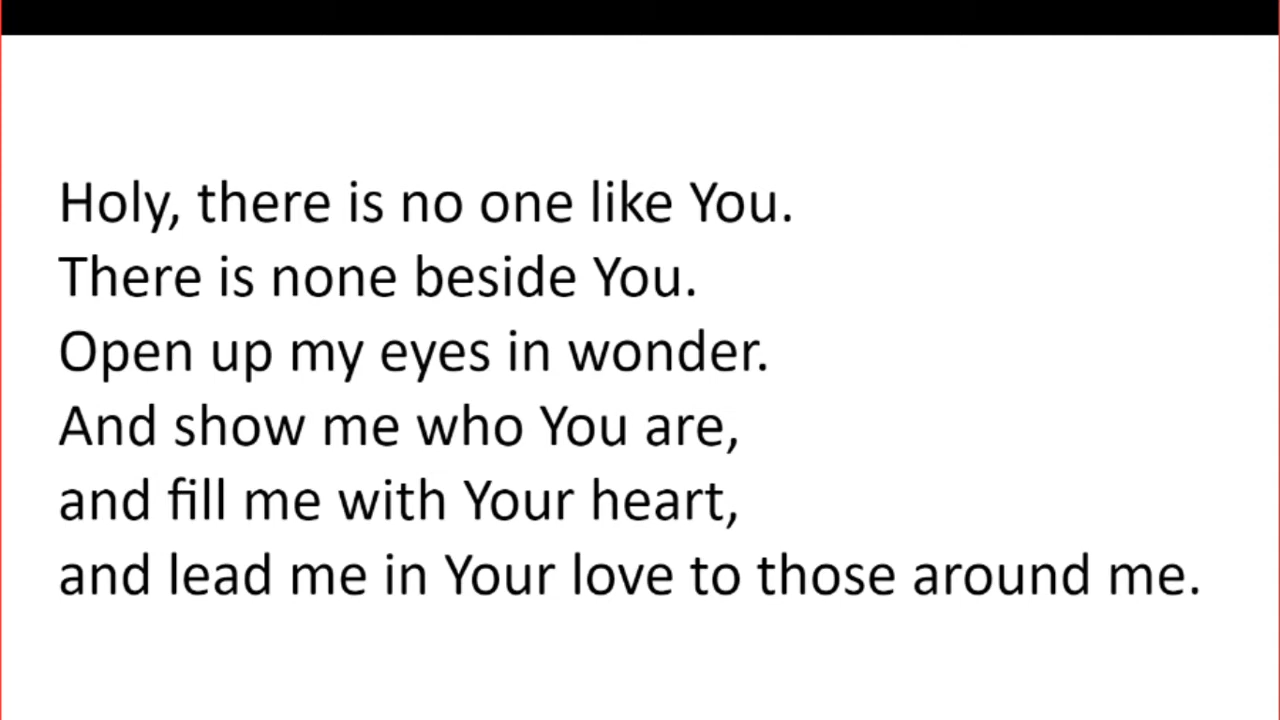 Holy, there is no one like You.
There is none beside You.
Open up my eyes in wonder.
And show me who You are,
and fill me with Your heart,
and lead me in Your love to those around me.